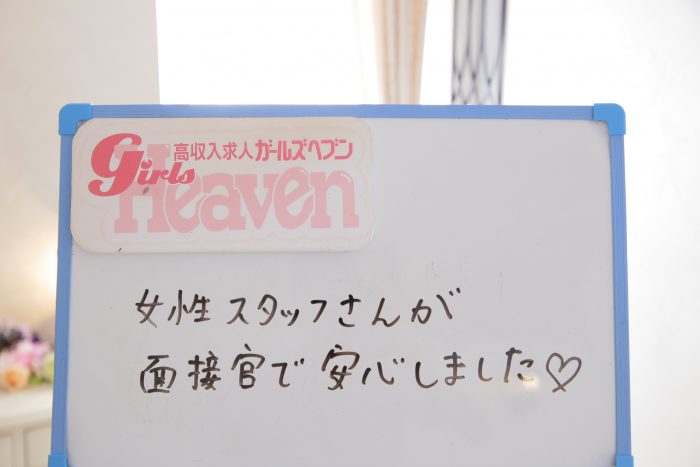 高収入求人ガールズヘブン
Girls
Heaven
女性スタッフさんが
面接官で安心しました♡